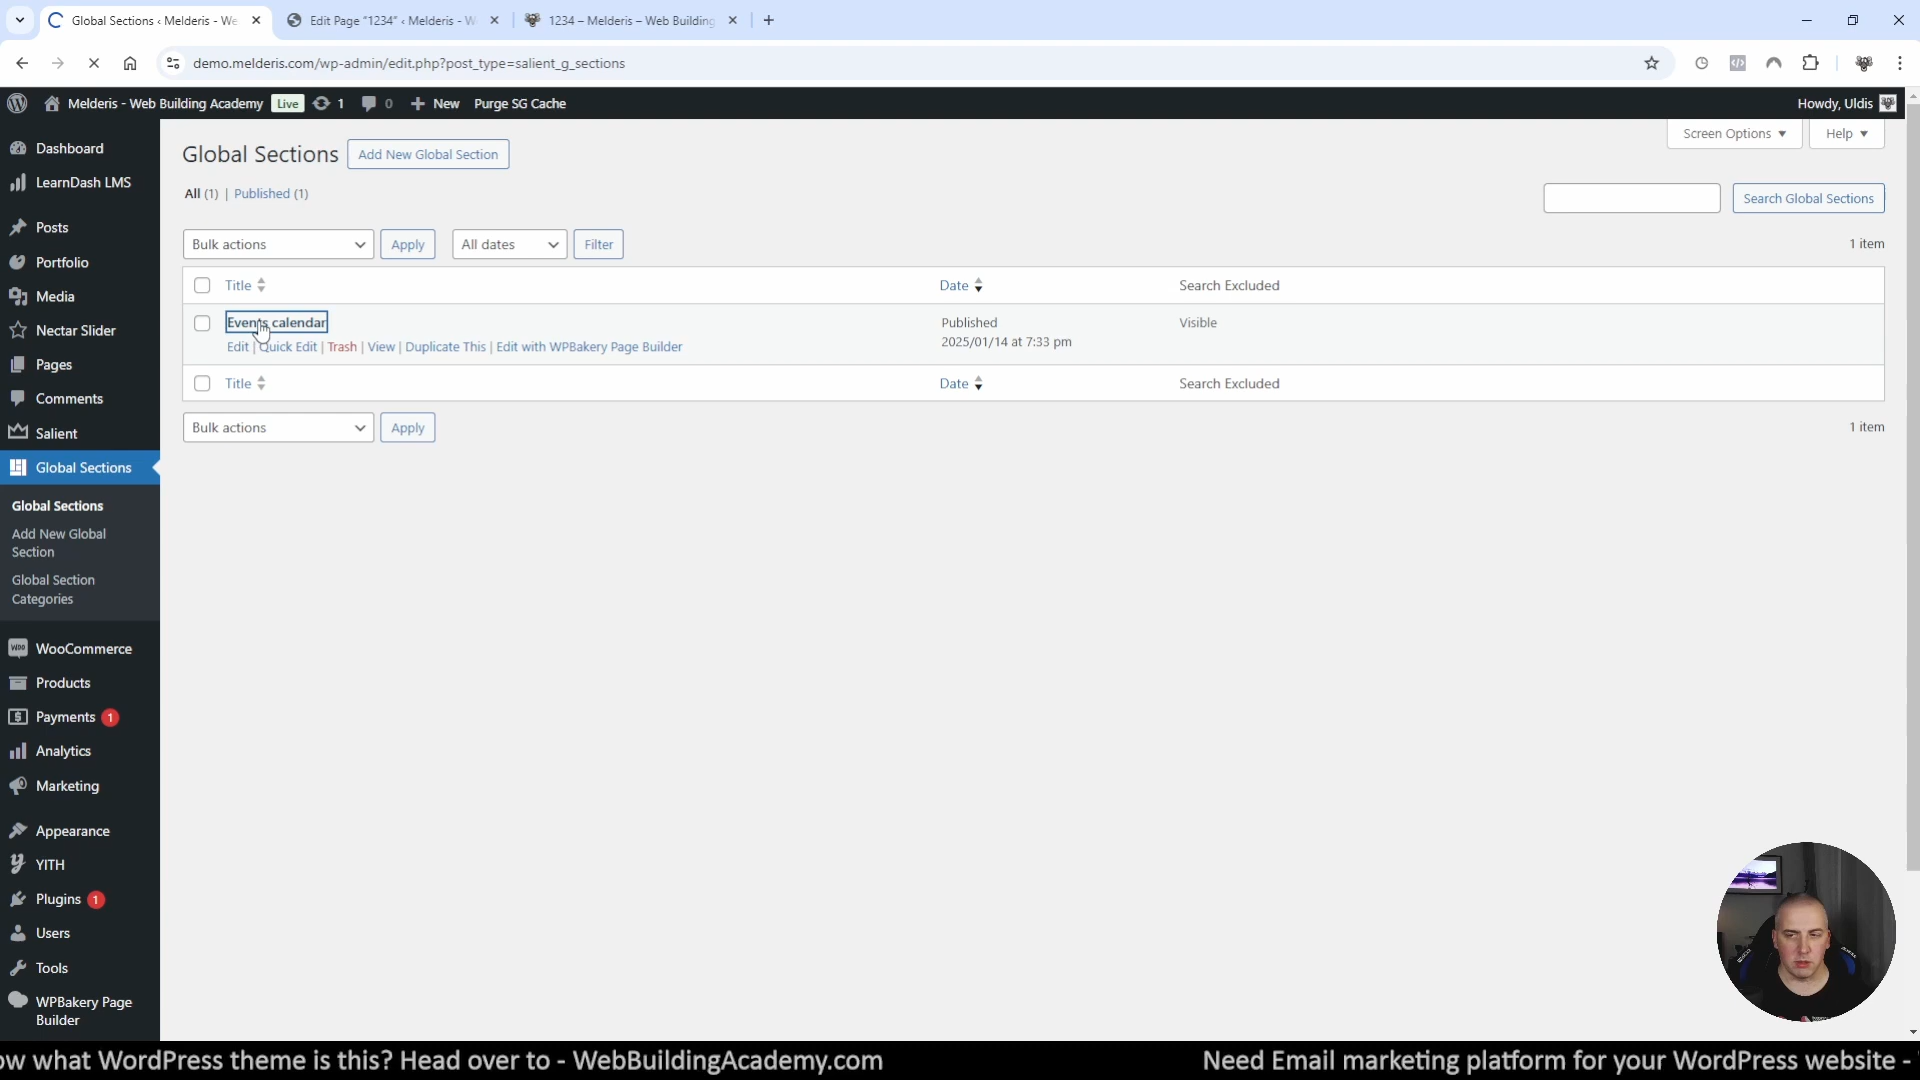 Global Sections ‹ Melderis - We
Edit Page "1234" ‹ Melderis - W
1234 – Melderis – Web Building
demo.melderis.com/wp-admin/edit.php?post_type=salient_g_sections
Melderis - Web Building Academy Live 1 0 New Purge SG Cache
Howdy, Uldis
Screen Options
Help
Dashboard
LearnDash LMS
Posts
Portfolio
Media
Nectar Slider
Pages
Comments
Salient
Global Sections
Global Sections
Add New Global
Section
Global Section
Categories
WooCommerce
Products
Payments 1
Analytics
Marketing
Appearance
YITH
Plugins 1
Users
Tools
WPBakery Page
Builder
Global Sections Add New Global Section
All (1) | Published (1)
Search Global Sections
Bulk actions Apply All dates Filter
1 item
Title Date Search Excluded
Events calendar Published Visible
Edit | Quick Edit | Trash | View | Duplicate This | Edit with WPBakery Page Builder 2025/01/14 at 7:33 pm
Title Date Search Excluded
Bulk actions Apply
1 item
ow what WordPress theme is this? Head over to - WebBuildingAcademy.com Need Email marketing platform for your WordPress website -